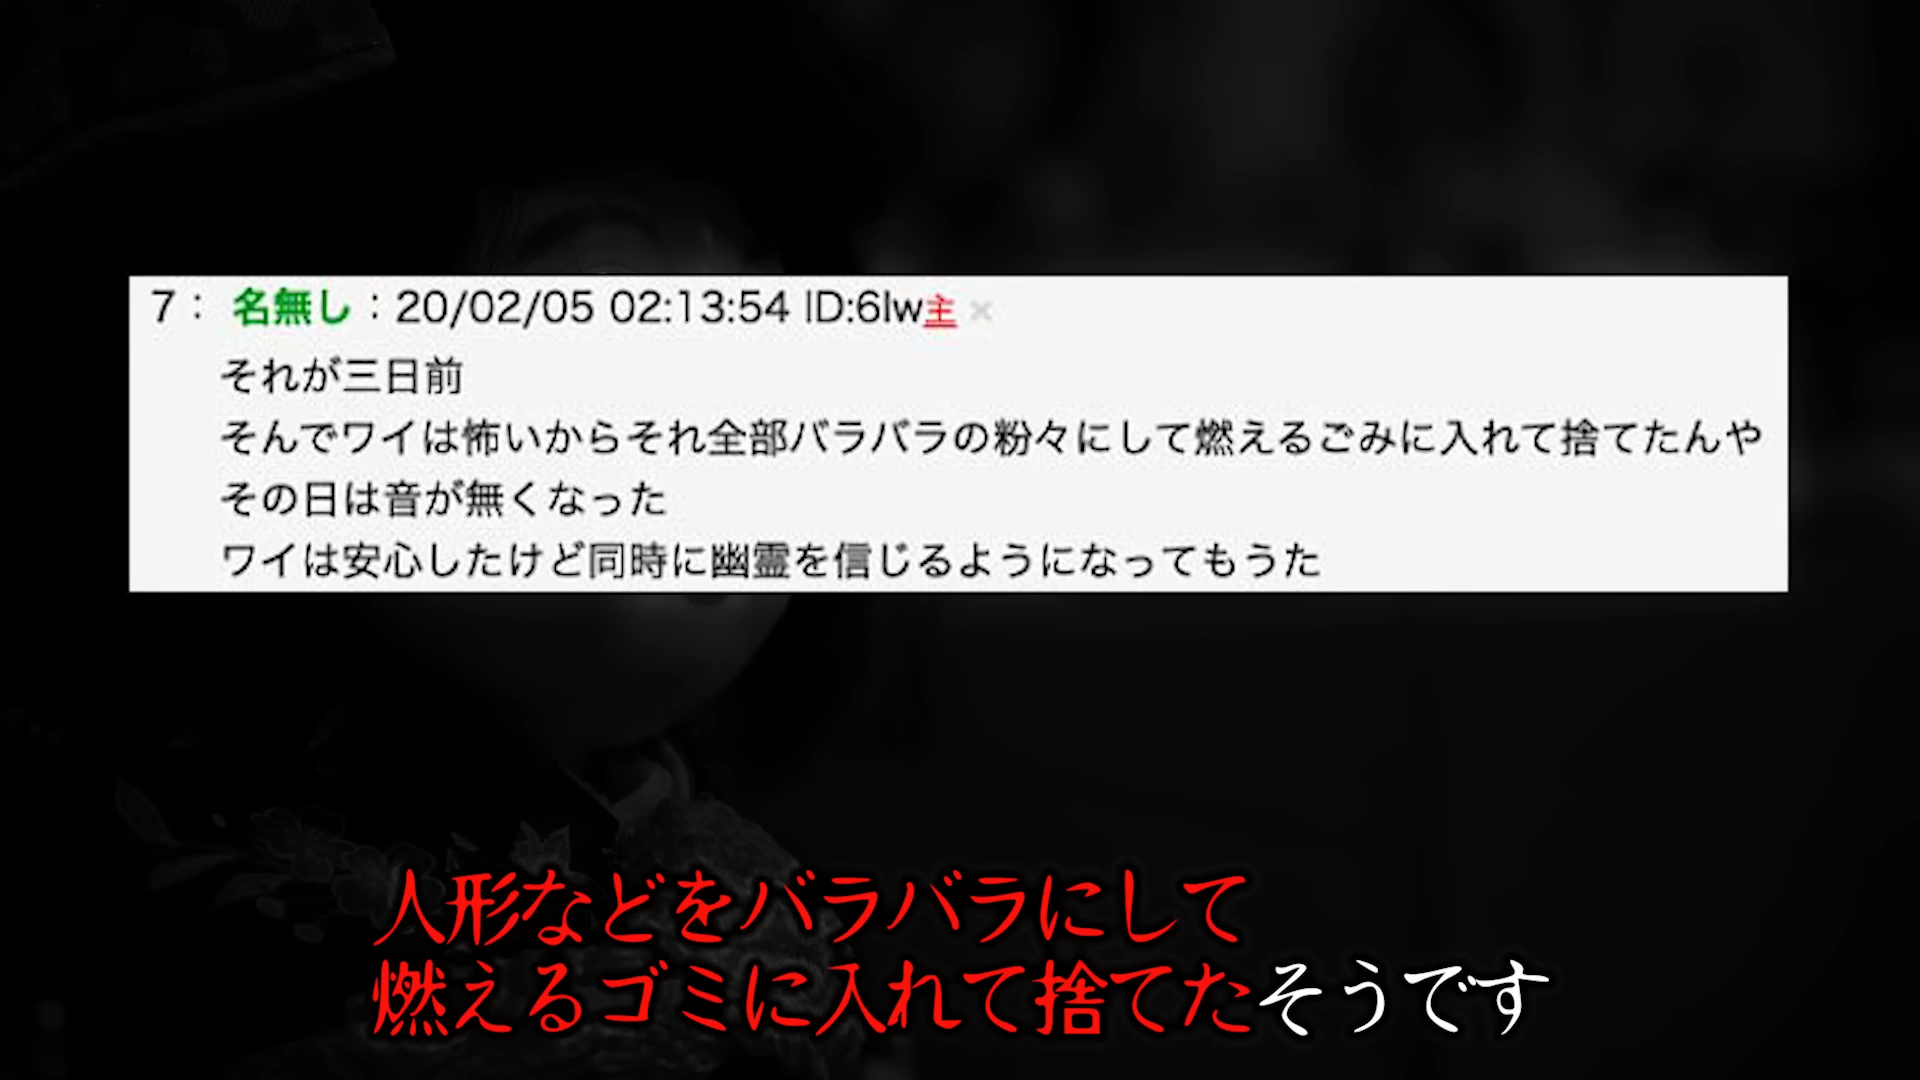 7： 名無し：20/02/05 02:13:54 ID:6lw主 ×
それが三日前
そんでワイは怖いからそれ全部バラバラの粉々にして燃えるごみに入れて捨てたんや
その日は音が無くなった
ワイは安心したけど同時に幽霊を信じるようになってもうた
人形などをバラバラにして
燃えるゴミに入れて捨てたそうです